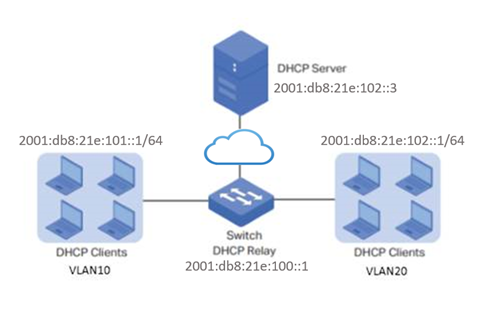 DHCP Server
2001:db8:21e:102::3
2001:db8:21e:101::1/64
2001:db8:21e:102::1/64
DHCP Clients
VLAN10
Switch
DHCP Relay
2001:db8:21e:100::1
DHCP Clients
VLAN20